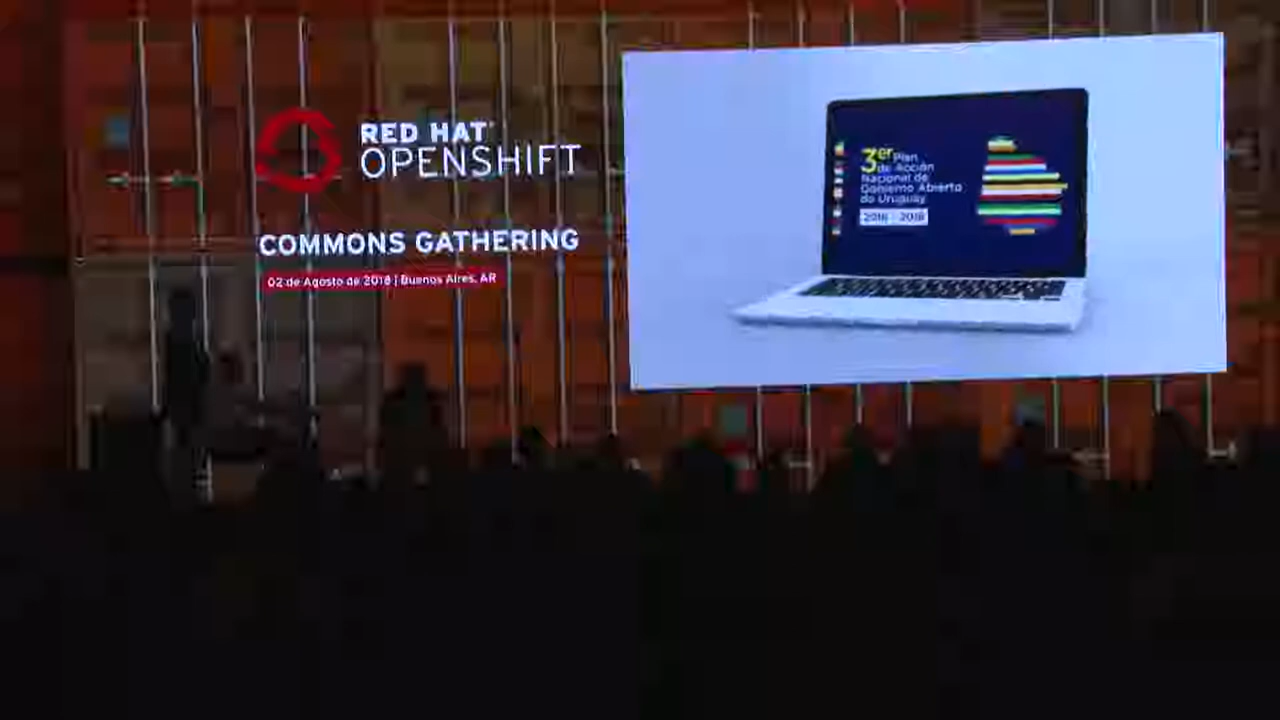 RED HAT
OPENSHIFT
COMMONS GATHERING
02 de Agosto de 2018 | Buenos Aires, AR
3er Plan
de Acción
Nacional de
Gobierno Abierto
do Uruguay
2016 - 2018